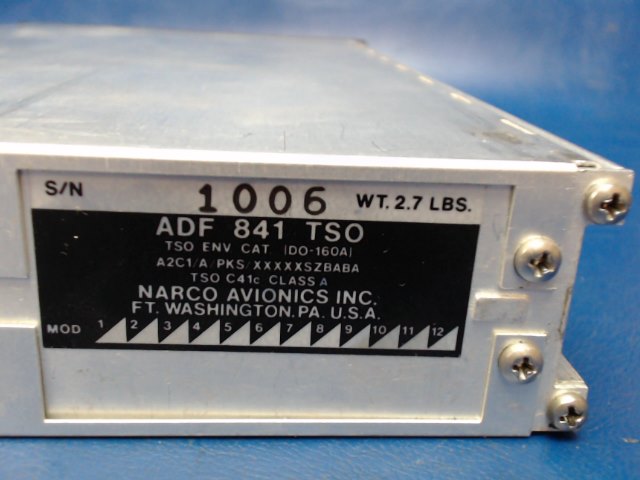 S/N 1006 WT. 2.7 LBS.
ADF 841 TSO
TSO ENV CAT (DO-160A)
A2C1/A/PKS/XXXXXSZBABA
TSO C41c CLASS A
NARCO AVIONICS INC.
FT. WASHINGTON, PA. U.S.A.
MOD 1 2 3 4 5 6 7 8 9 10 11 12